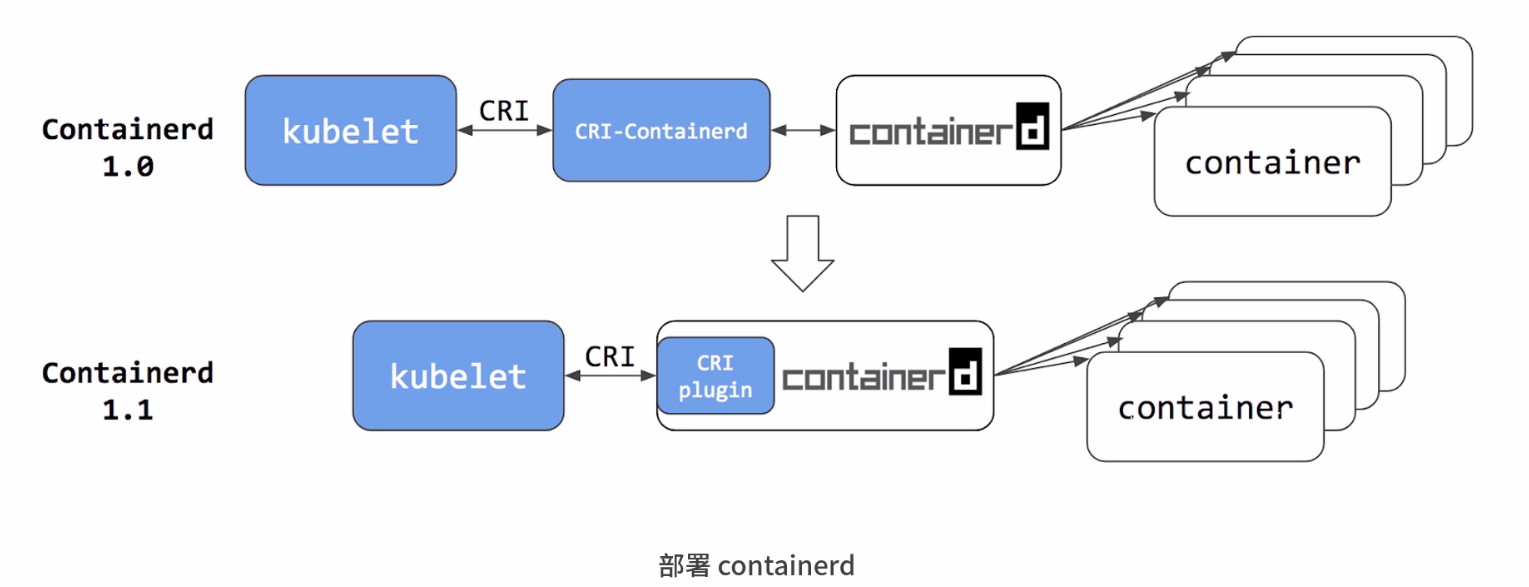 Containerd
1.0
kubelet
CRI
CRI-Containerd
containerd
container
Containerd
1.1
kubelet
CRI
CRI
plugin
containerd
container
部署 containerd